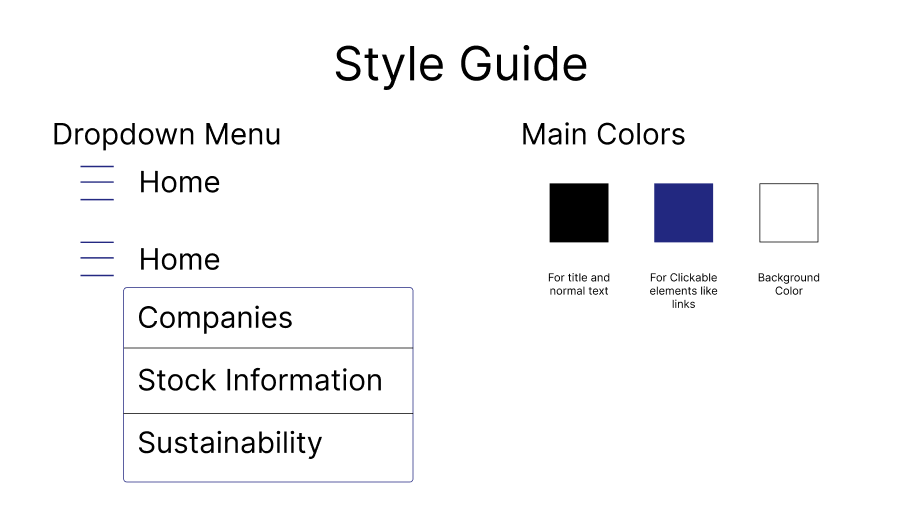 Style Guide
Dropdown Menu
Home
Home
Companies
Stock Information
Sustainability
Main Colors
For title and
normal text
For Clickable
elements like
links
Background
Color